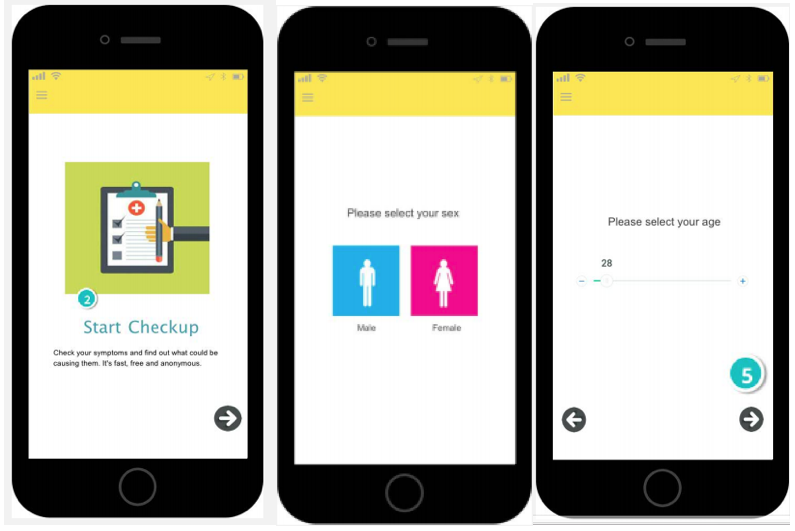 2
Start Checkup
Check your symptoms and find out what could be
causing them. It's fast, free and anonymous.
Please select your sex
Male
Female
Please select your age
28
- +
5